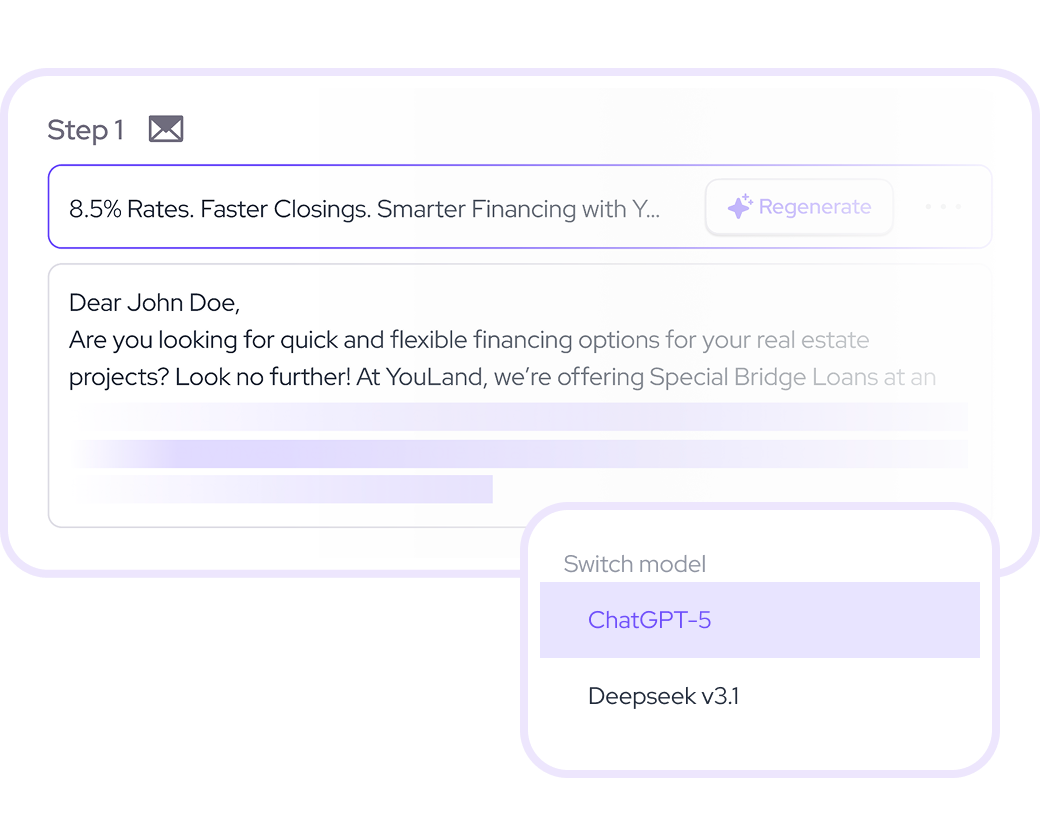 Step 1
8.5% Rates. Faster Closings. Smarter Financing with Y...
Regenerate
Dear John Doe,
Are you looking for quick and flexible financing options for your real estate
projects? Look no further! At YouLand, we’re offering Special Bridge Loans at an
Switch model
ChatGPT-5
Deepseek v3.1